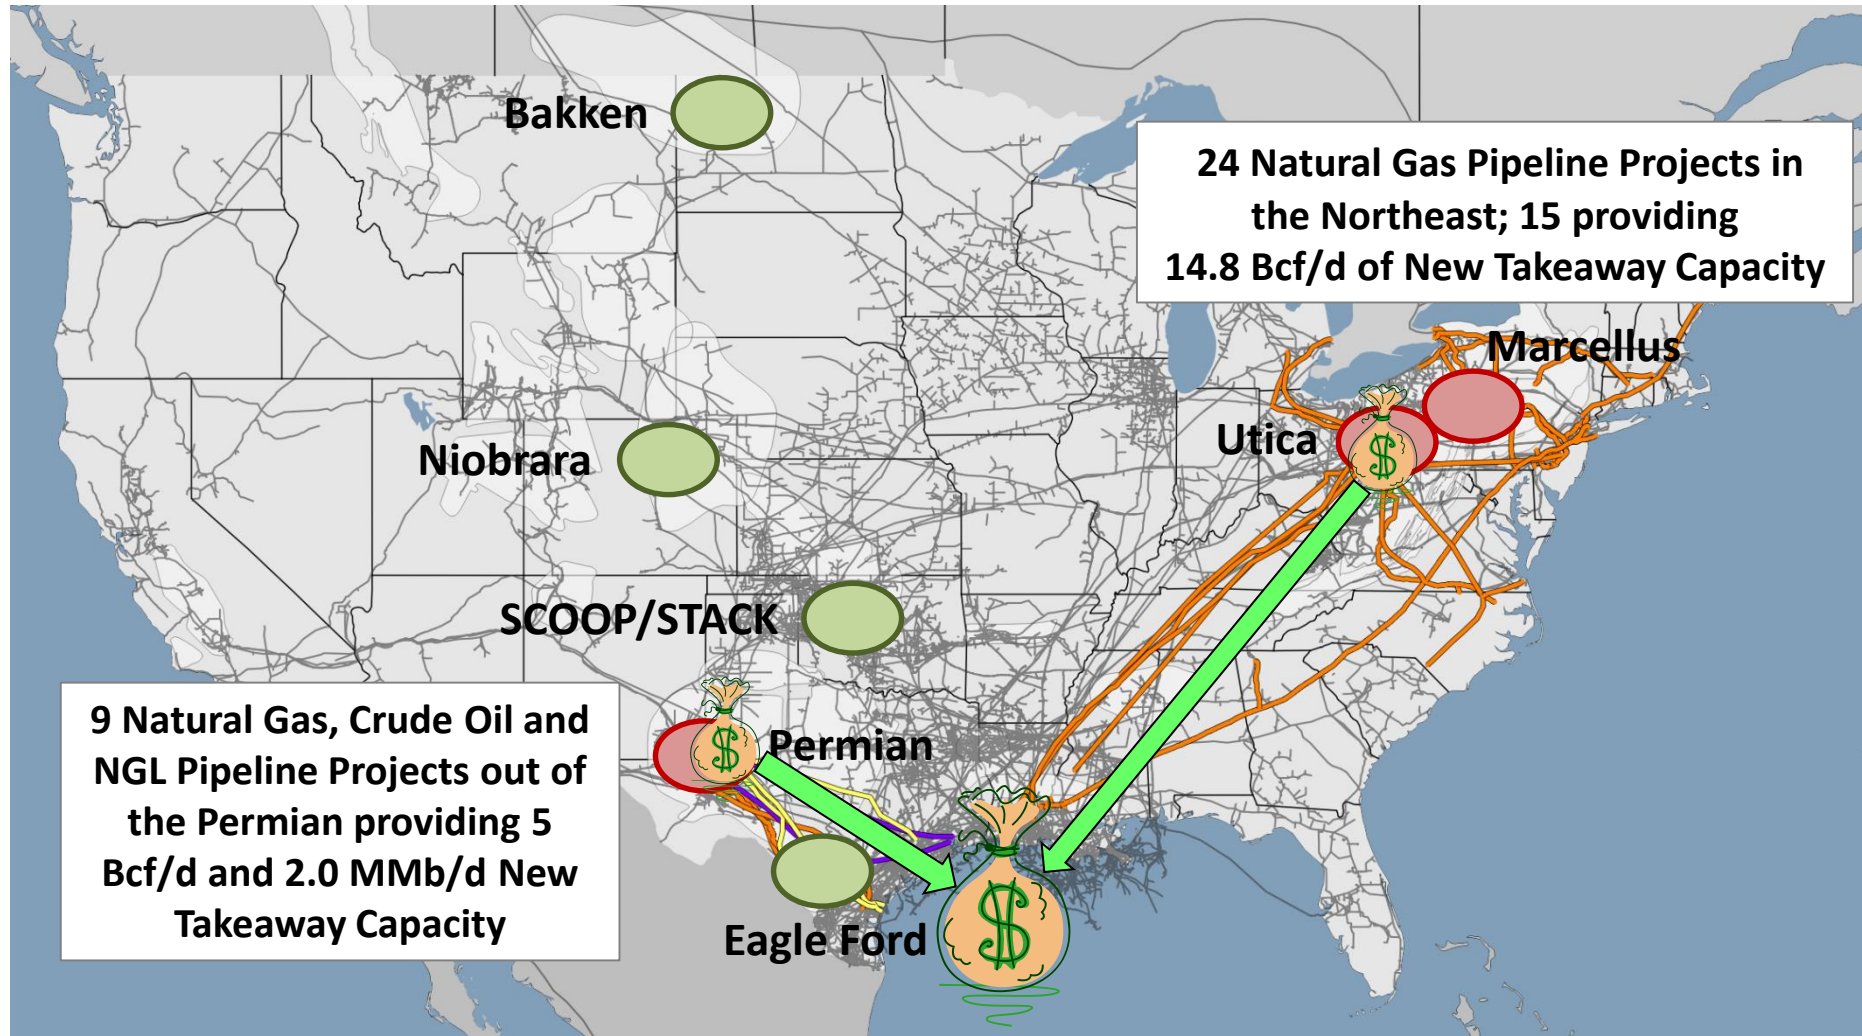 Bakken
24 Natural Gas Pipeline Projects in
the Northeast; 15 providing
14.8 Bcf/d of New Takeaway Capacity
Marcellus
Utica
$
Niobrara
SCOOP/STACK
9 Natural Gas, Crude Oil and
NGL Pipeline Projects out of
the Permian providing 5
Bcf/d and 2.0 MMb/d New
Takeaway Capacity
$
Permian
Eagle Ford
$